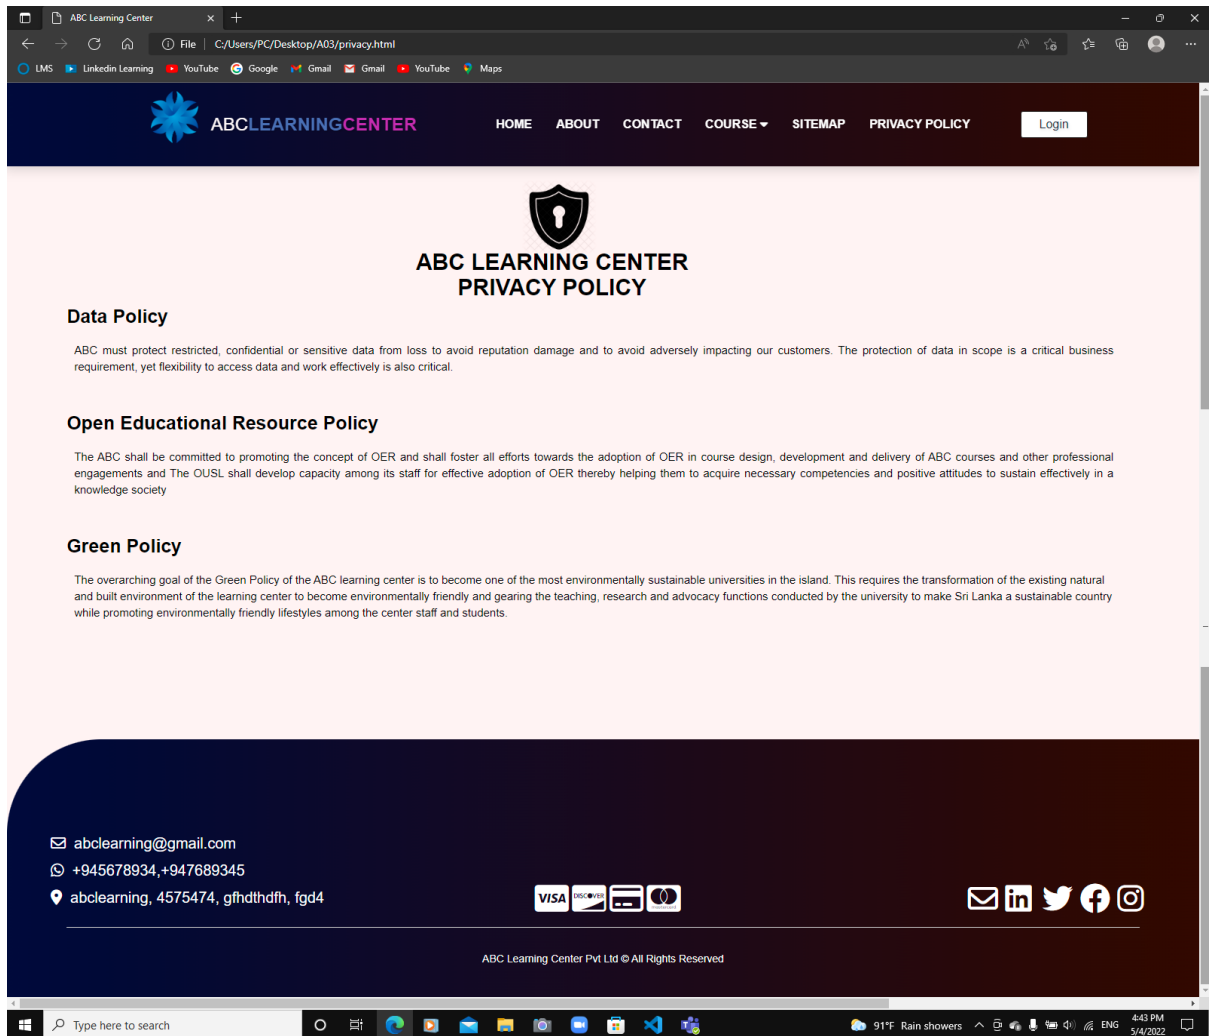 ABC Learning Center
File | C:/Users/PC/Desktop/A03/privacy.html
LMS Linkedin Learning YouTube Google Gmail Gmail YouTube Maps
ABCLEARNINGCENTER HOME ABOUT CONTACT COURSE SITEMAP PRIVACY POLICY Login
ABC LEARNING CENTER
PRIVACY POLICY
Data Policy
ABC must protect restricted, confidential or sensitive data from loss to avoid reputation damage and to avoid adversely impacting our customers. The protection of data in scope is a critical business
requirement, yet flexibility to access data and work effectively is also critical.
Open Educational Resource Policy
The ABC shall be committed to promoting the concept of OER and shall foster all efforts towards the adoption of OER in course design, development and delivery of ABC courses and other professional
engagements and The OUSL shall develop capacity among its staff for effective adoption of OER thereby helping them to acquire necessary competencies and positive attitudes to sustain effectively in a
knowledge society
Green Policy
The overarching goal of the Green Policy of the ABC learning center is to become one of the most environmentally sustainable universities in the island. This requires the transformation of the existing natural
and built environment of the learning center to become environmentally friendly and gearing the teaching, research and advocacy functions conducted by the university to make Sri Lanka a sustainable country
while promoting environmentally friendly lifestyles among the center staff and students.
abclearning@gmail.com
+945678934,+947689345
abclearning, 4575474, gfhdthdfh, fgd4
VISA DISCOVER
ABC Learning Center Pvt Ltd © All Rights Reserved
Type here to search 91°F Rain showers ENG 4:43 PM
5/4/2022